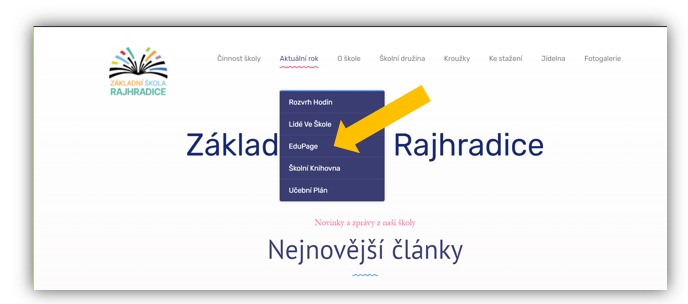 ZÁKLADNÍ ŠKOLA
RAJHRADICE
Činnost školy Aktuální rok O škole Školní družina Kroužky Ke stažení Jídelna Fotogalerie
Rozvrh Hodin
Lidé Ve Škole
EduPage
Školní Knihovna
Učební Plán
Základ Rajhradice
Novinky a zprávy z naší školy
Nejnovější články